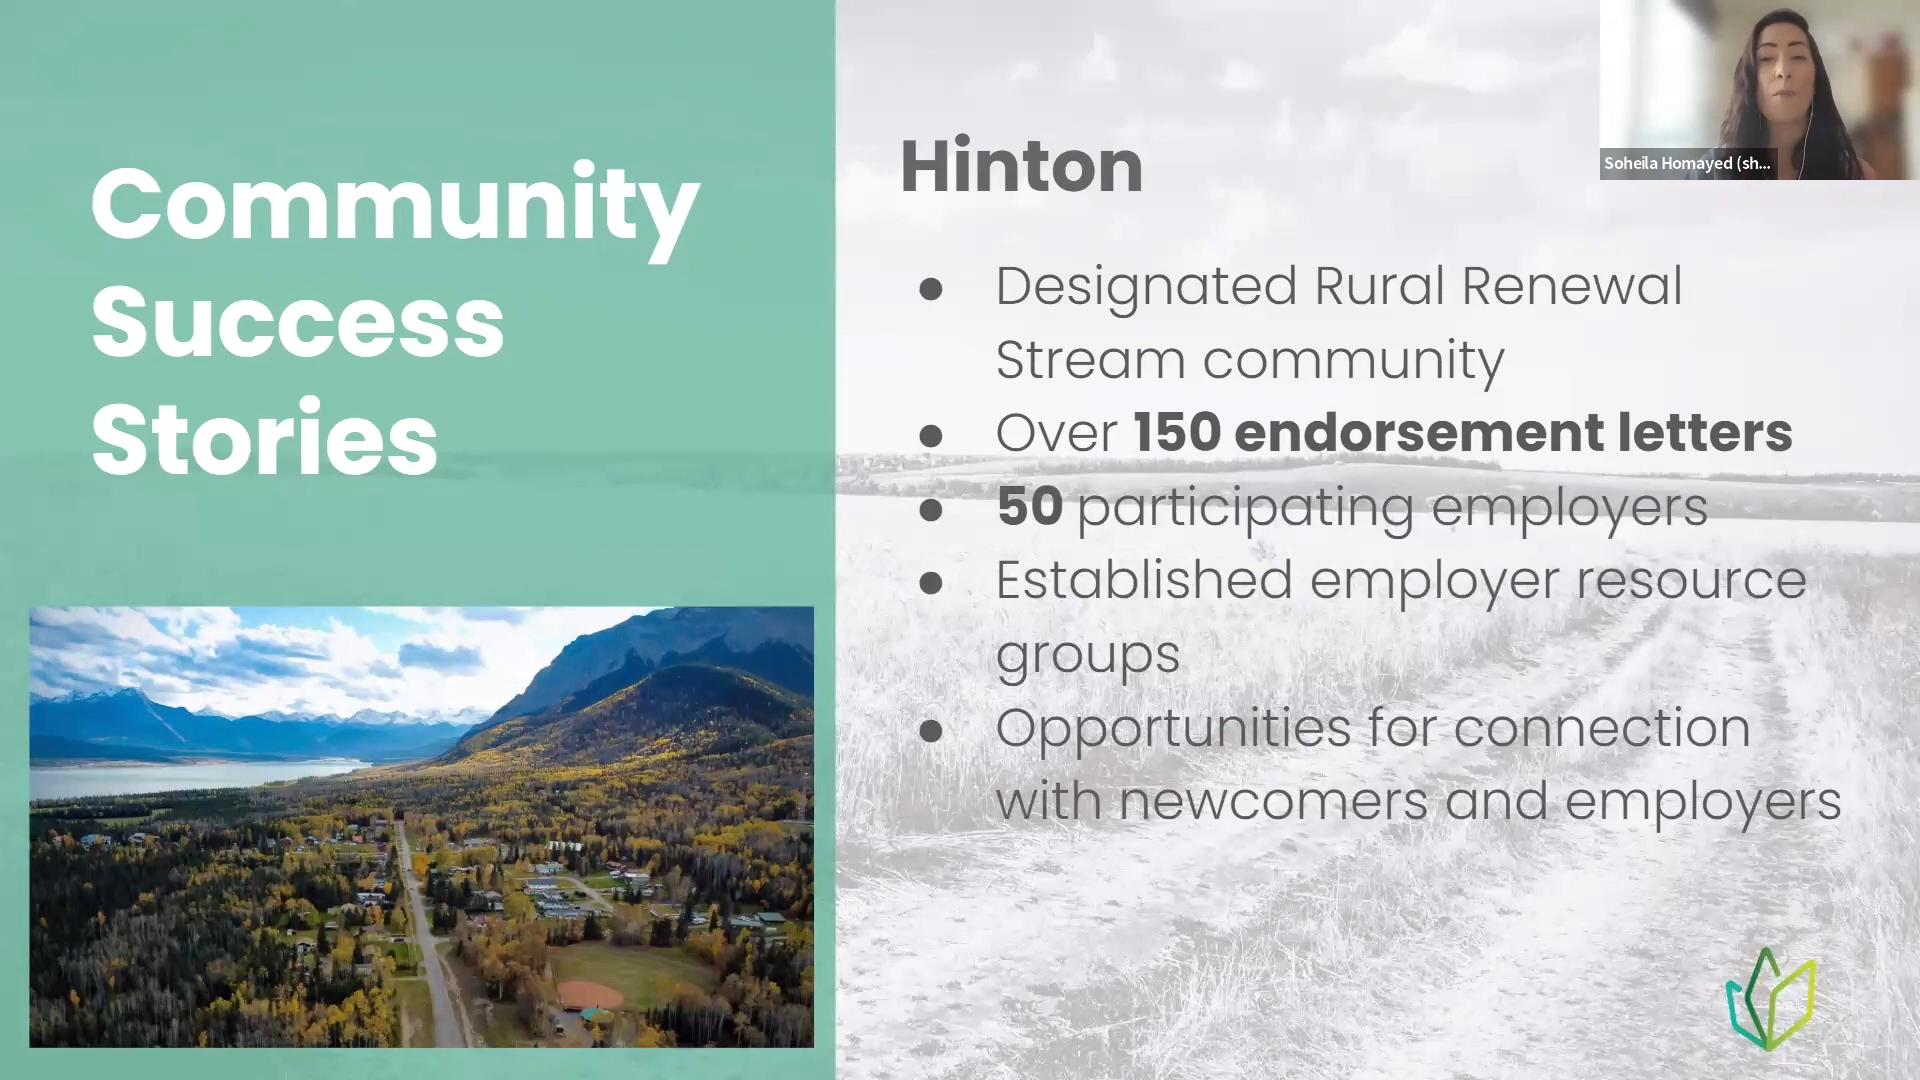 Community
Success
Stories
Hinton
● Designated Rural Renewal
Stream community
● Over 150 endorsement letters
● 50 participating employers
● Established employer resource
groups
● Opportunities for connection
with newcomers and employers
Soheila Homayed (sh...